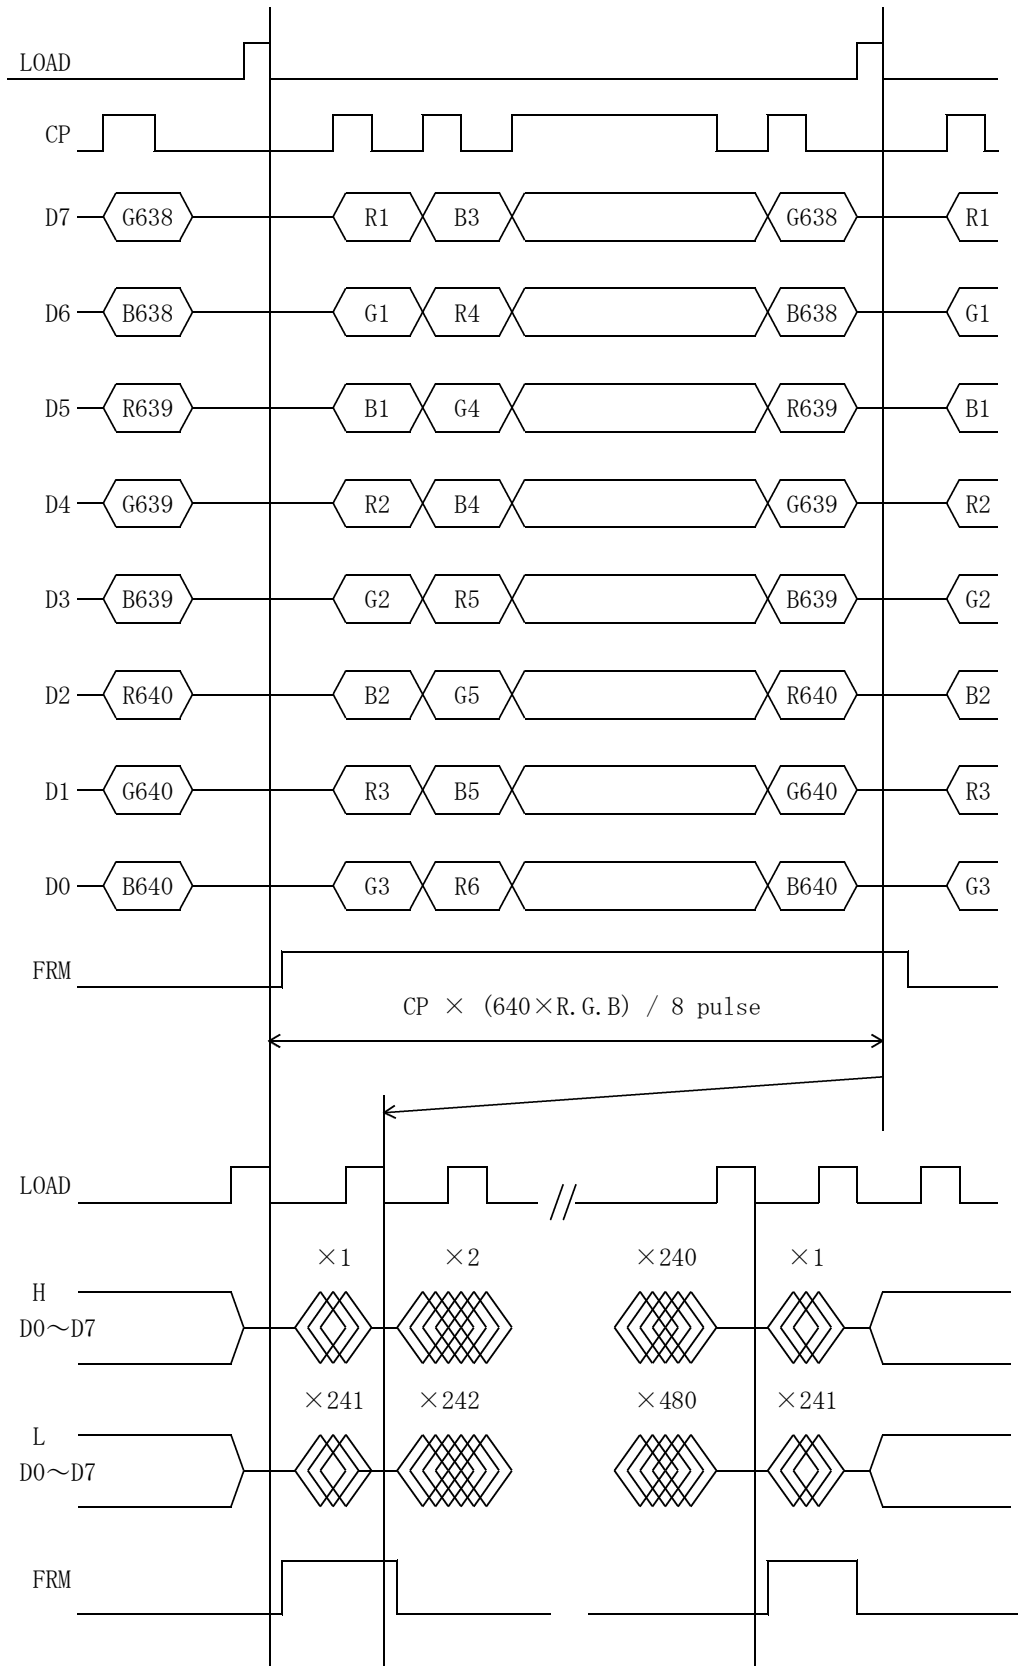 LOAD
CP
D7 G638 R1 B3 G638 R1
D6 B638 G1 R4 B638 G1
D5 R639 B1 G4 R639 B1
D4 G639 R2 B4 G639 R2
D3 B639 G2 R5 B639 G2
D2 R640 B2 G5 R640 B2
D1 G640 R3 B5 G640 R3
D0 B640 G3 R6 B640 G3
FRM
CP × (640×R.G.B) / 8 pulse
LOAD
//
×1 ×2 ×240 ×1
H
D0～D7
×241 ×242 ×480 ×241
L
D0～D7
FRM